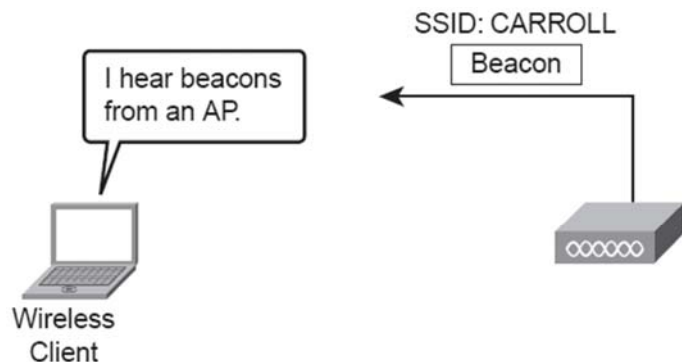 SSID: CARROLL
Beacon
I hear beacons
from an AP.
Wireless
Client